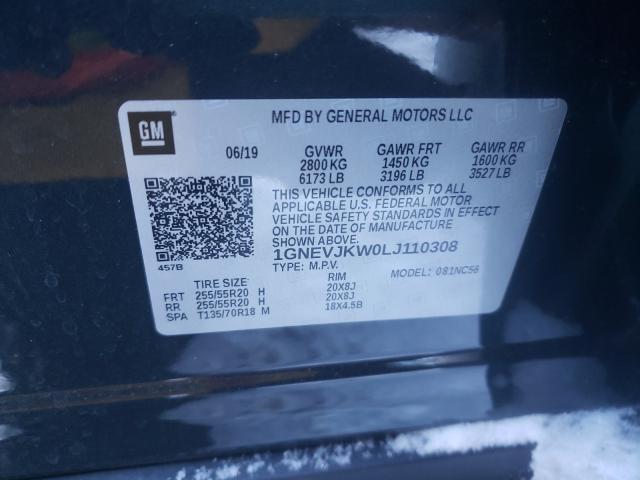 MFD BY GENERAL MOTORS LLC
GM
06/19 GVWR GAWR FRT GAWR RR
2800 KG 1450 KG 1600 KG
6173 LB 3196 LB 3527 LB
THIS VEHICLE CONFORMS TO ALL
APPLICABLE U.S. FEDERAL MOTOR
VEHICLE SAFETY STANDARDS IN EFFECT
ON THE DATE OF MANUFACTURE
SHOWN ABOVE.
1GNEVJKW0LJ110308
457B
TYPE: M.P.V. MODEL: 081NC56
TIRE SIZE RIM
FRT 255/55R20 H 20X8J
RR 255/55R20 H 20X8J
SPA T135/70R18 M 18X4.5B